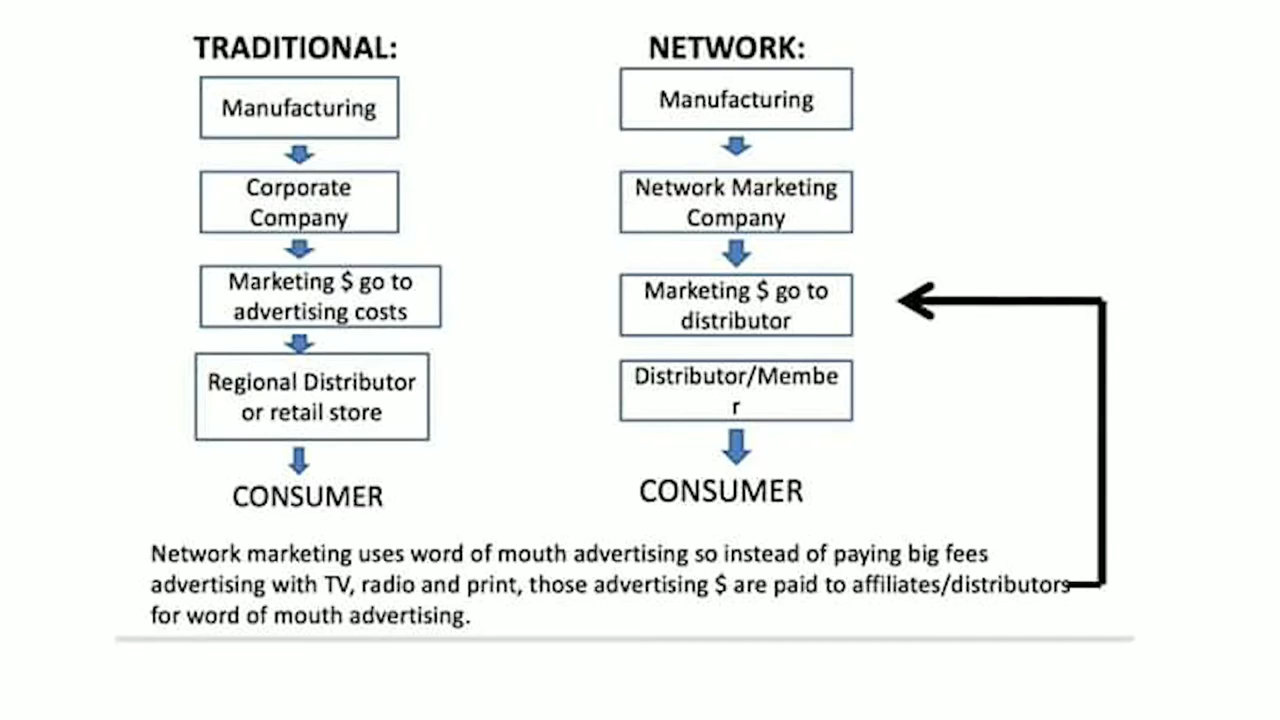 TRADITIONAL:
Manufacturing
Corporate
Company
Marketing $ go to
advertising costs
Regional Distributor
or retail store
CONSUMER
NETWORK:
Manufacturing
Network Marketing
Company
Marketing $ go to
distributor
Distributor/Membe
r
CONSUMER
Network marketing uses word of mouth advertising so instead of paying big fees
advertising with TV, radio and print, those advertising $ are paid to affiliates/distributors
for word of mouth advertising.